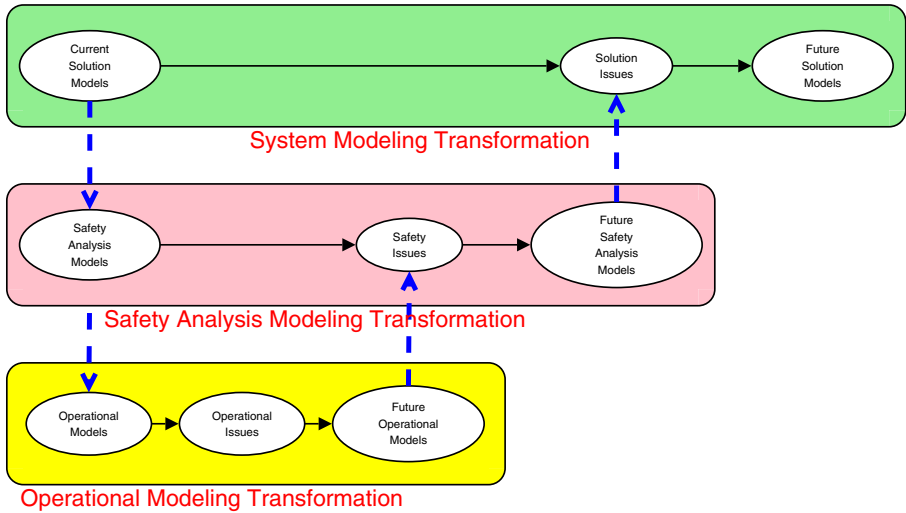 Current
Solution
Models
Solution
Issues
Future
Solution
Models
System Modeling Transformation
Safety
Analysis
Models
Safety
Issues
Future
Safety
Analysis
Models
Safety Analysis Modeling Transformation
Operational
Models
Operational
Issues
Future
Operational
Models
Operational Modeling Transformation